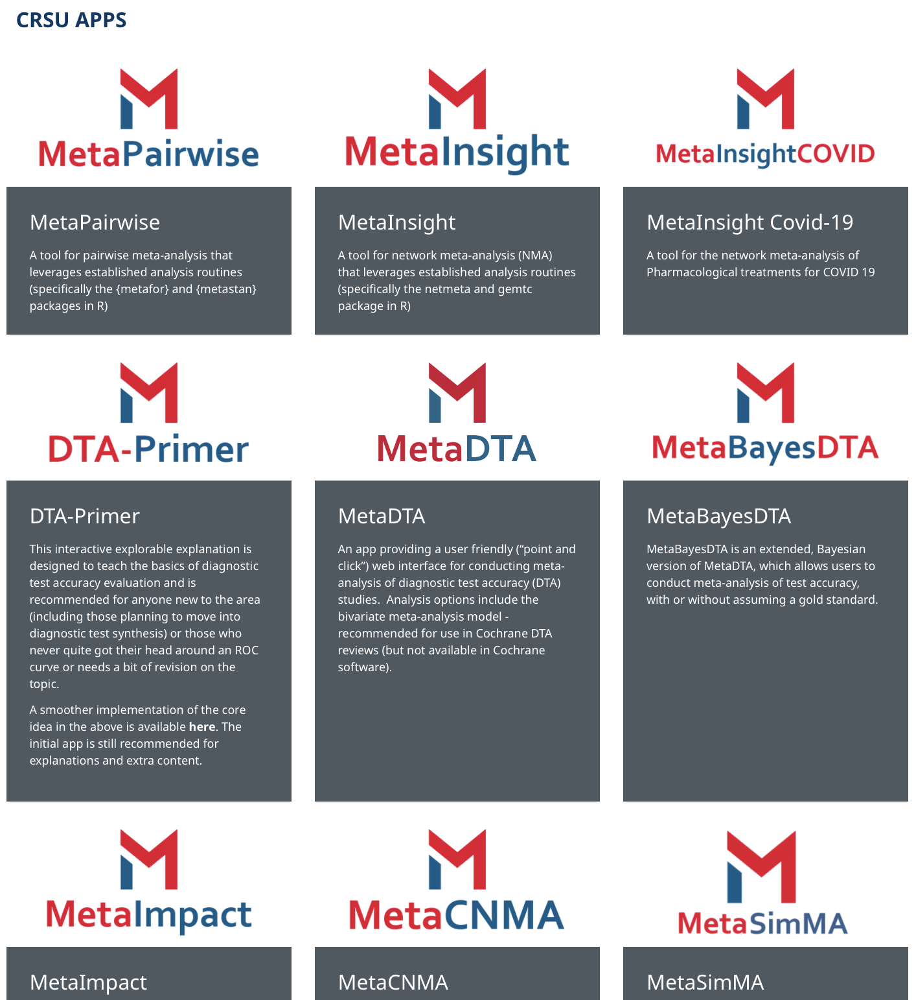 CRSU APPS
MetaPairwise
MetaInsight
MetaInsightCOVID
MetaPairwise
A tool for pairwise meta-analysis that
leverages established analysis routines
(specifically the {metafor} and {metastan}
packages in R)
MetaInsight
A tool for network meta-analysis (NMA)
that leverages established analysis routines
(specifically the netmeta and gemtc
package in R)
MetaInsight Covid-19
A tool for the network meta-analysis of
Pharmacological treatments for COVID 19
DTA-Primer
MetaDTA
MetaBayesDTA
DTA-Primer
This interactive explorable explanation is
designed to teach the basics of diagnostic
test accuracy evaluation and is
recommended for anyone new to the area
(including those planning to move into
diagnostic test synthesis) or those who
never quite got their head around an ROC
curve or needs a bit of revision on the
topic.
A smoother implementation of the core
idea in the above is available here. The
initial app is still recommended for
explanations and extra content.
MetaDTA
An app providing a user friendly (“point and
click”) web interface for conducting meta-
analysis of diagnostic test accuracy (DTA)
studies.  Analysis options include the
bivariate meta-analysis model -
recommended for use in Cochrane DTA
reviews (but not available in Cochrane
software).
MetaBayesDTA
MetaBayesDTA is an extended, Bayesian
version of MetaDTA, which allows users to
conduct meta-analysis of test accuracy,
with or without assuming a gold standard.
MetaImpact
MetaCNMA
MetaSimMA
MetaImpact
MetaCNMA
MetaSimMA